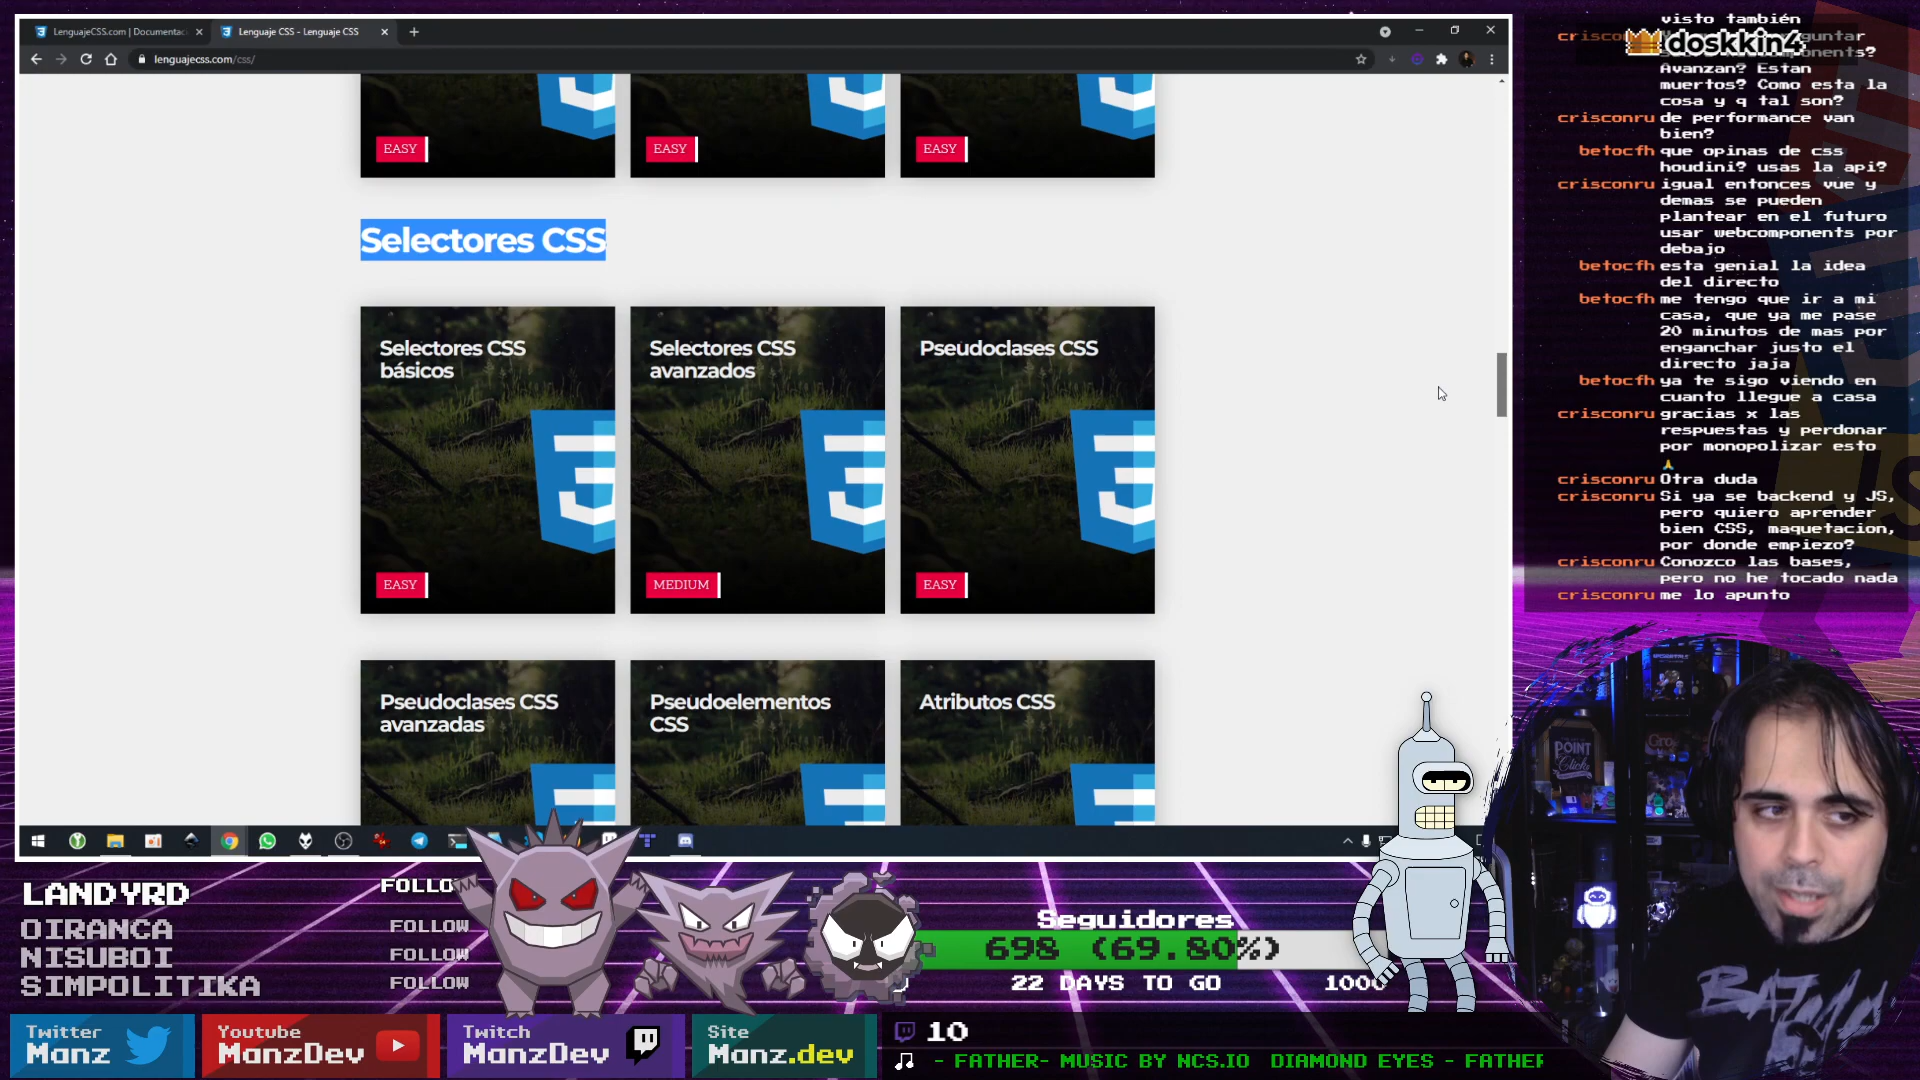 LenguajeCSS.com | Documentac
Lenguaje CSS - Lenguaje CSS
lenguajecss.com/css/
EASY
EASY
EASY
Selectores CSS
Selectores CSS
básicos
EASY
Selectores CSS
avanzados
MEDIUM
Pseudoclases CSS
EASY
Pseudoclases CSS
avanzadas
Pseudoelementos
CSS
Atributos CSS
visto también
doskkin4
Avanzan? Estan
muertos? Como esta la
cosa y q tal son?
crisconru de performance van
bien?
betocfh que opinas de css
houdini? usas la api?
crisconru igual entonces vue y
demas se pueden
plantear en el futuro
usar webcomponents por
debajo
betocfh esta genial la idea
del directo
betocfh me tengo que ir a mi
casa, que ya me pase
20 minutos de mas por
enganchar justo el
directo jaja
betocfh ya te sigo viendo en
cuanto llegue a casa
crisconru gracias x las
respuestas y perdonar
por monopolizar esto
crisconru Otra duda
crisconru Si ya se backend y JS,
pero quiero aprender
bien CSS, maquetacion,
por donde empiezo?
crisconru Conozco las bases,
pero no he tocado nada
crisconru me lo apunto
POINT
Click
LANDYRD FOLLO
OIRANCA FOLLOW
NISUBOI FOLLOW
SIMPOLITIKA FOLLOW
Seguidores
698 (69.80%)
22 DAYS TO GO
1000
Twitter
Manz
Youtube
ManzDev
Twitch
ManzDev
Site
Manz.dev
10
- FATHER- MUSIC BY NCS.IO DIAMOND EYES - FATHER